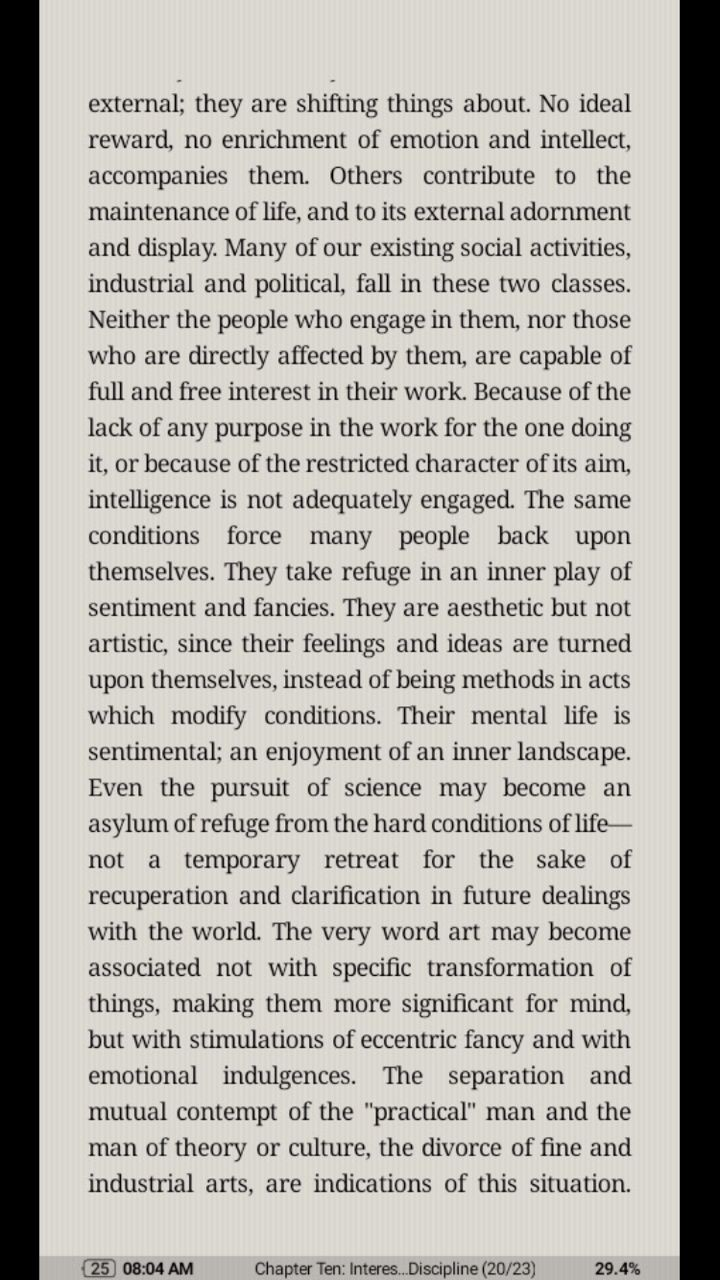 external; they are shifting things about. No ideal
reward, no enrichment of emotion and intellect,
accompanies them. Others contribute to the
maintenance of life, and to its external adornment
and display. Many of our existing social activities,
industrial and political, fall in these two classes.
Neither the people who engage in them, nor those
who are directly affected by them, are capable of
full and free interest in their work. Because of the
lack of any purpose in the work for the one doing
it, or because of the restricted character of its aim,
intelligence is not adequately engaged. The same
conditions force many people back upon
themselves. They take refuge in an inner play of
sentiment and fancies. They are aesthetic but not
artistic, since their feelings and ideas are turned
upon themselves, instead of being methods in acts
which modify conditions. Their mental life is
sentimental; an enjoyment of an inner landscape.
Even the pursuit of science may become an
asylum of refuge from the hard conditions of life—
not a temporary retreat for the sake of
recuperation and clarification in future dealings
with the world. The very word art may become
associated not with specific transformation of
things, making them more significant for mind,
but with stimulations of eccentric fancy and with
emotional indulgences. The separation and
mutual contempt of the "practical" man and the
man of theory or culture, the divorce of fine and
industrial arts, are indications of this situation.
25 08:04 AM Chapter Ten: Interes...Discipline (20/23) 29.4%